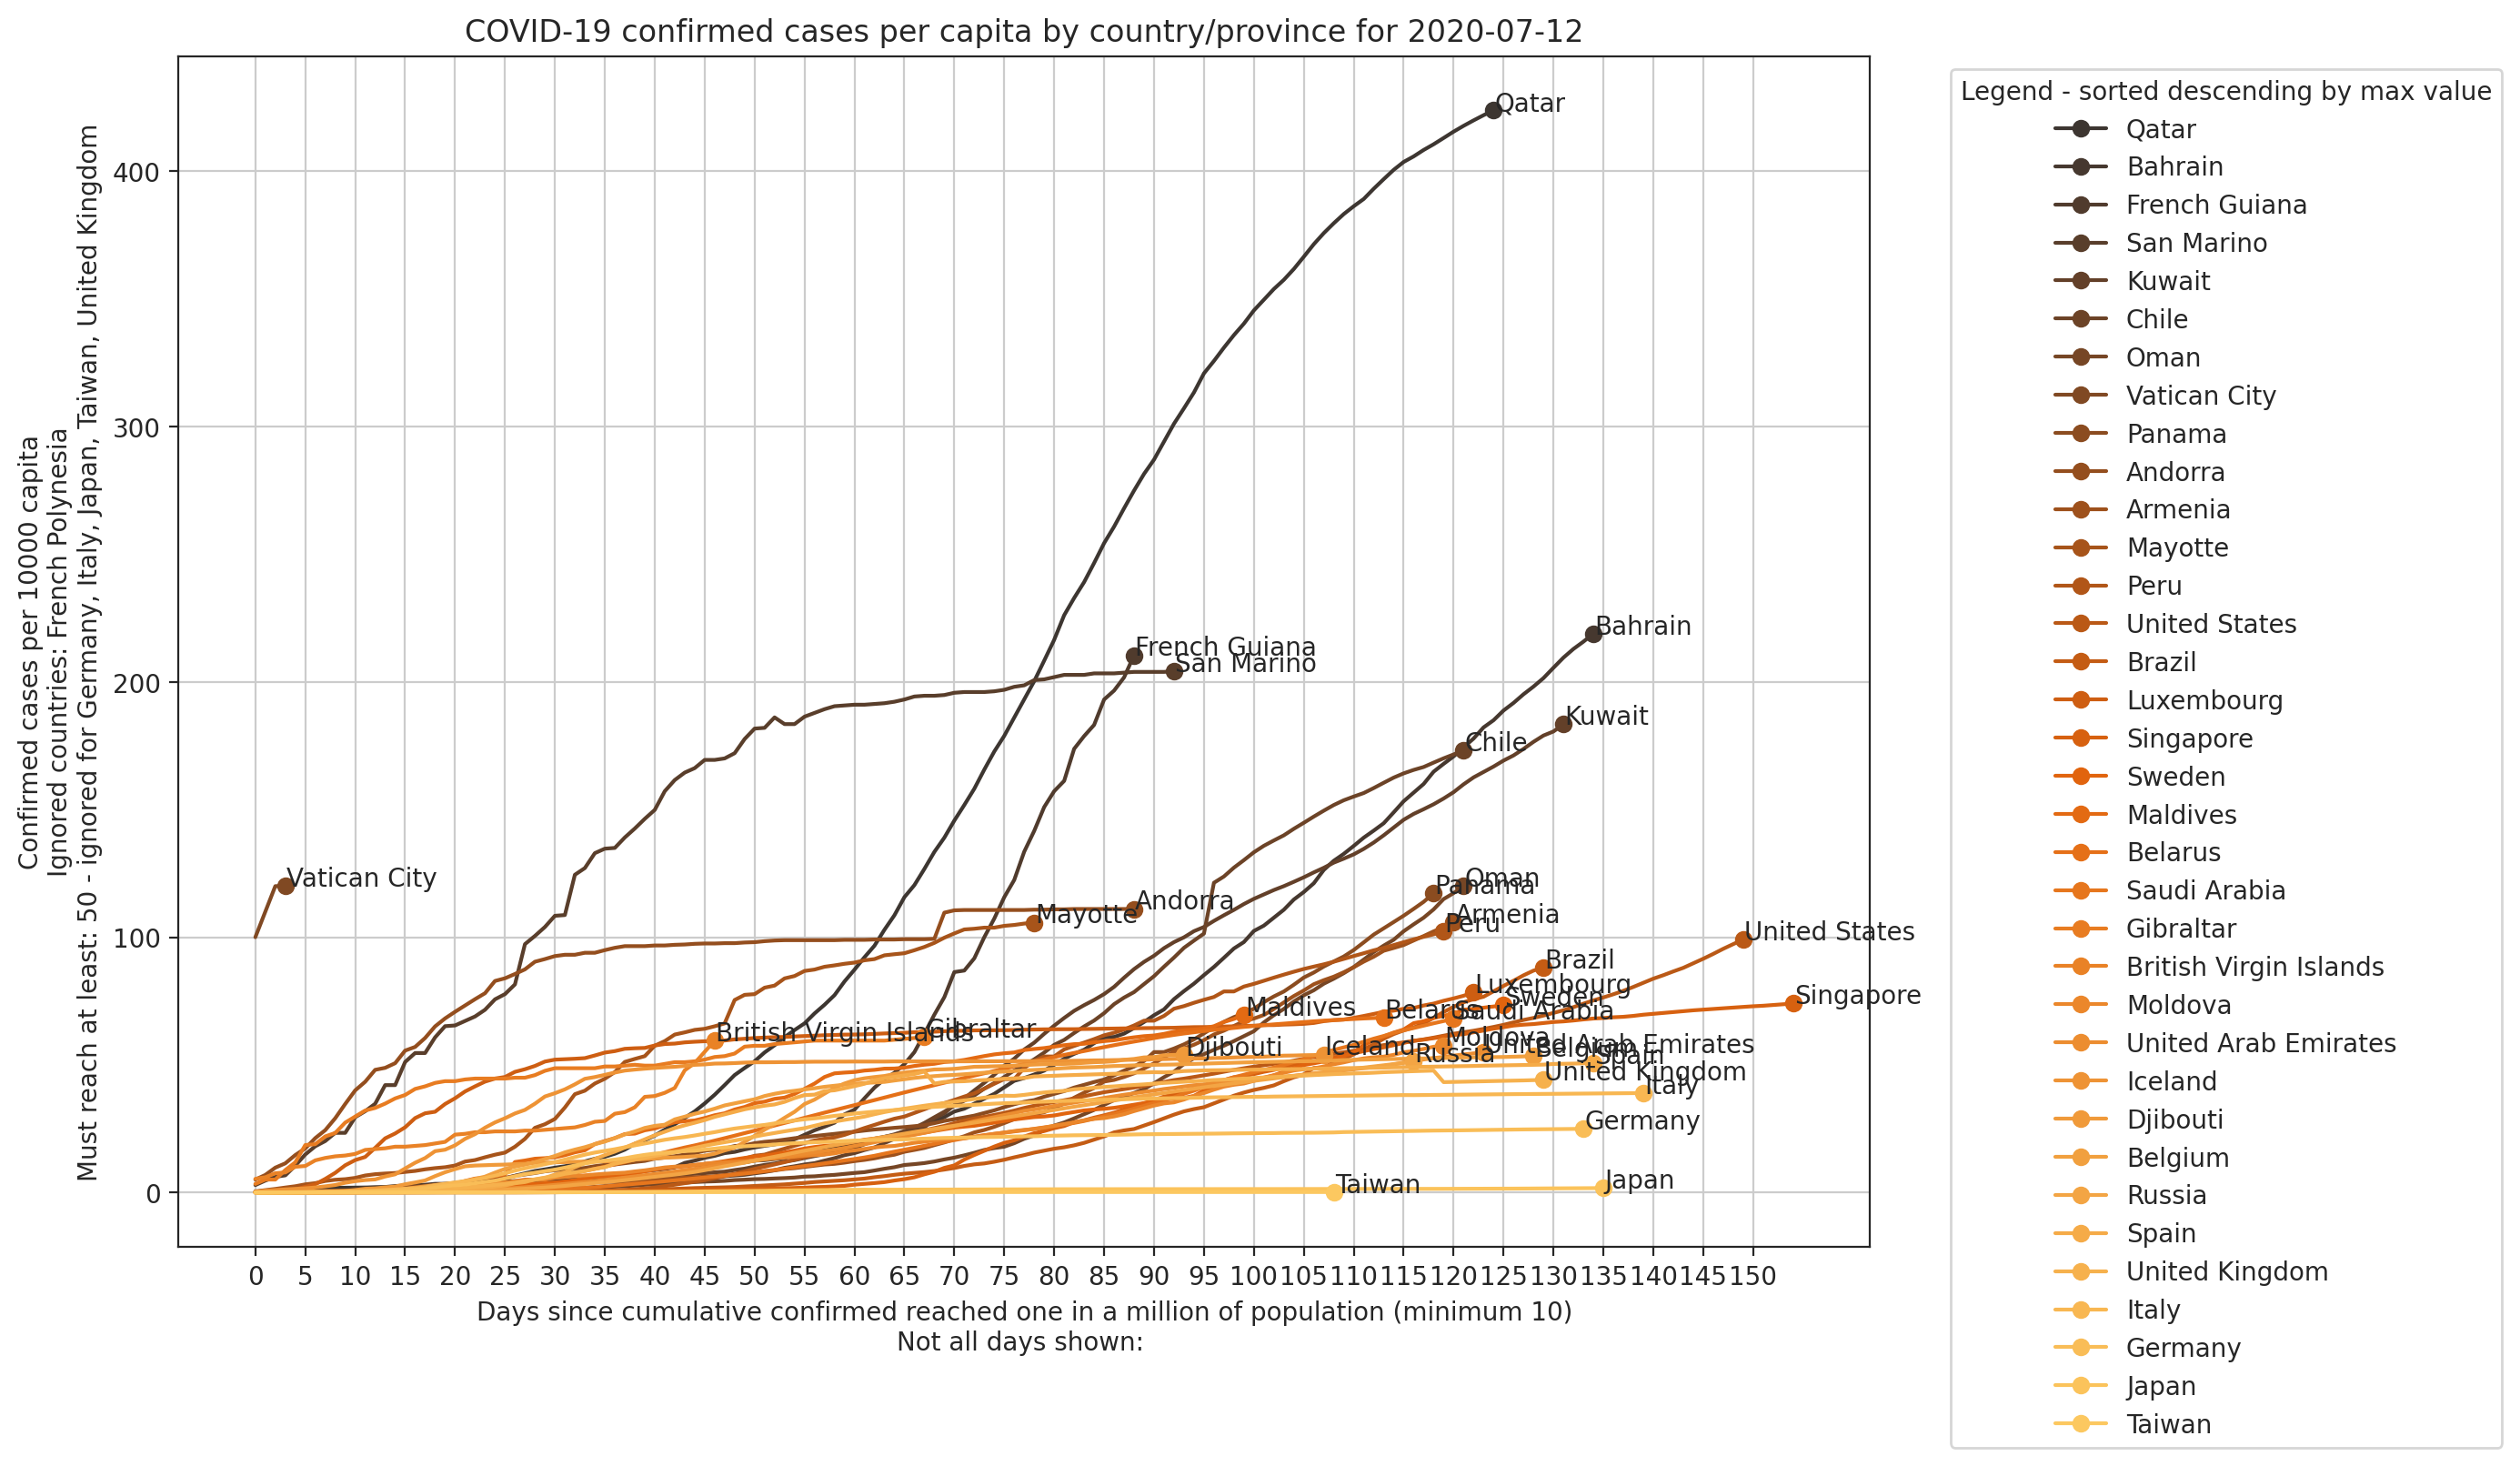 COVID-19 confirmed cases per capita by country/province for 2020-07-12
Confirmed cases per 10000 capita
Ignored countries: French Polynesia
Must reach at least: 50 - ignored for Germany, Italy, Japan, Taiwan, United Kingdom
400
300
200
100
0
Qatar
Bahrain
French Guiana
San Marino
Kuwait
Chile
Vatican City
Oman
Panama
Andorra
Mayotte
Armenia
Peru
United States
Brazil
Luxembourg
Sweden
Singapore
Maldives
Belarus
Saudi Arabia
British Virgin Islands
Gibraltar
Moldova
Djibouti
Iceland
United Arab Emirates
Belgium
Russia
Spain
United Kingdom
Italy
Germany
Taiwan
Japan
0 5 10 15 20 25 30 35 40 45 50 55 60 65 70 75 80 85 90 95 100 105 110 115 120 125 130 135 140 145 150
Days since cumulative confirmed reached one in a million of population (minimum 10)
Not all days shown:
Legend - sorted descending by max value
Qatar
Bahrain
French Guiana
San Marino
Kuwait
Chile
Oman
Vatican City
Panama
Andorra
Armenia
Mayotte
Peru
United States
Brazil
Luxembourg
Singapore
Sweden
Maldives
Belarus
Saudi Arabia
Gibraltar
British Virgin Islands
Moldova
United Arab Emirates
Iceland
Djibouti
Belgium
Russia
Spain
United Kingdom
Italy
Germany
Japan
Taiwan